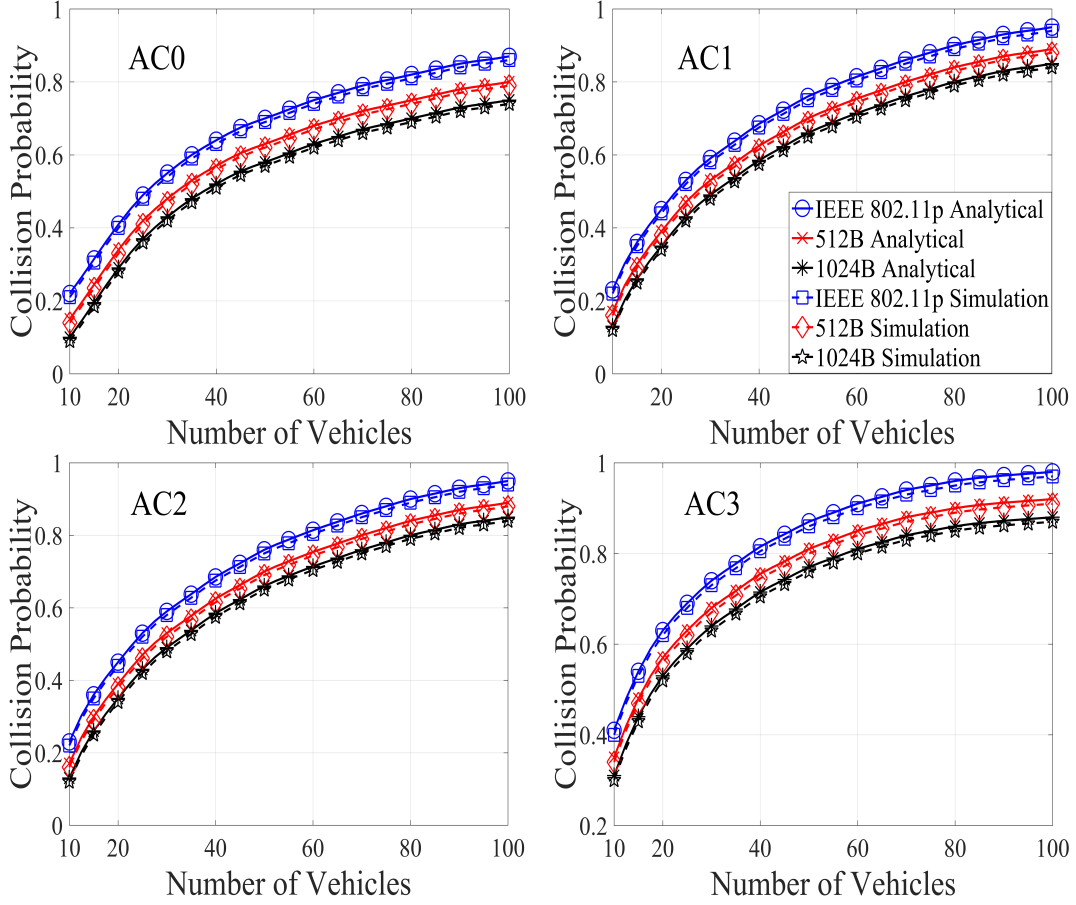 AC0
Collision Probability
1
0.8
0.6
0.4
0.2
0
10 20 40 60 80 100
Number of Vehicles
AC1
Collision Probability
1
0.8
0.6
0.4
0.2
0
20 40 60 80 100
Number of Vehicles
IEEE 802.11p Analytical
512B Analytical
1024B Analytical
IEEE 802.11p Simulation
512B Simulation
1024B Simulation
AC2
Collision Probability
1
0.8
0.6
0.4
0.2
0
10 20 40 60 80 100
Number of Vehicles
AC3
Collision Probability
1
0.8
0.6
0.4
0.2
10 20 40 60 80 100
Number of Vehicles